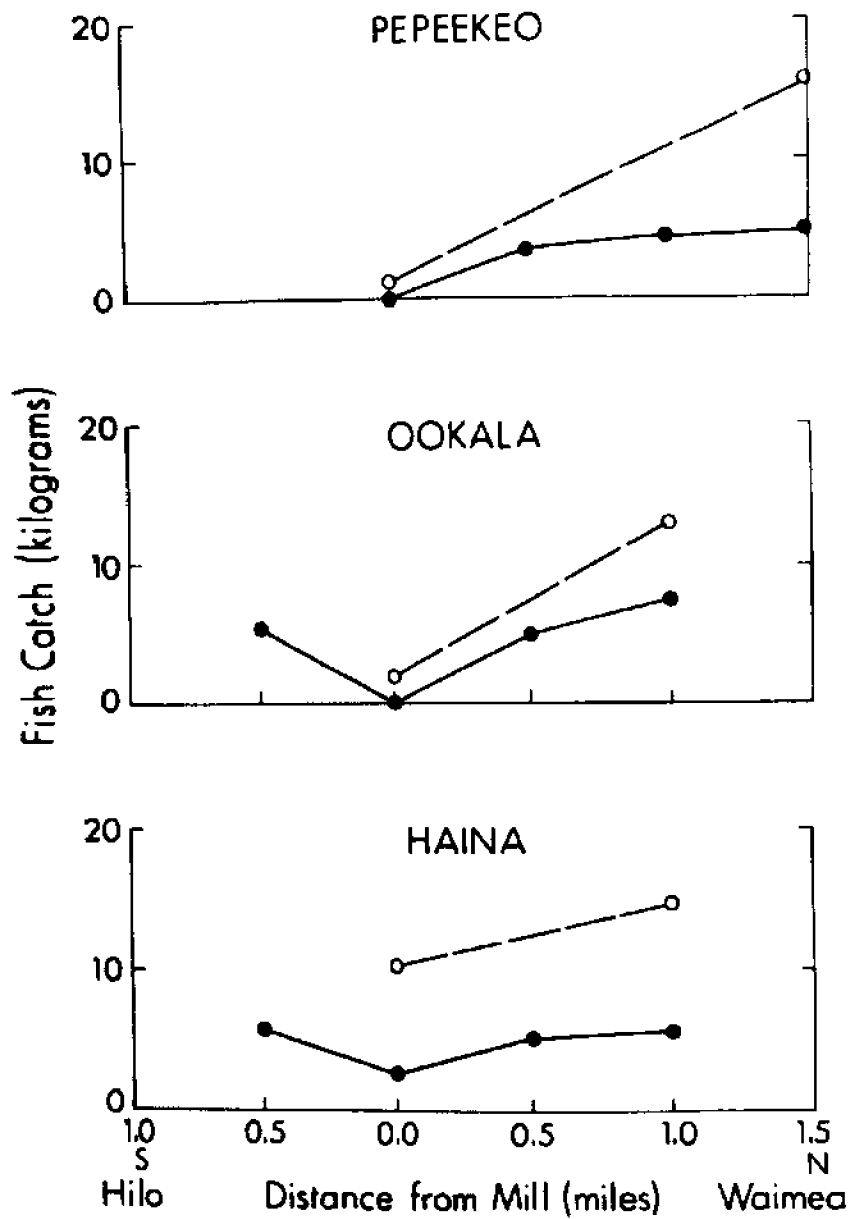 PEPEEKEO
20
10
0
OOKALA
20
10
0
Fish Catch (kilograms)
HAINA
20
10
0
1.0 0.5 0.0 0.5 1.0 1.5
S N
Hilo Distance from Mill (miles) Waimea